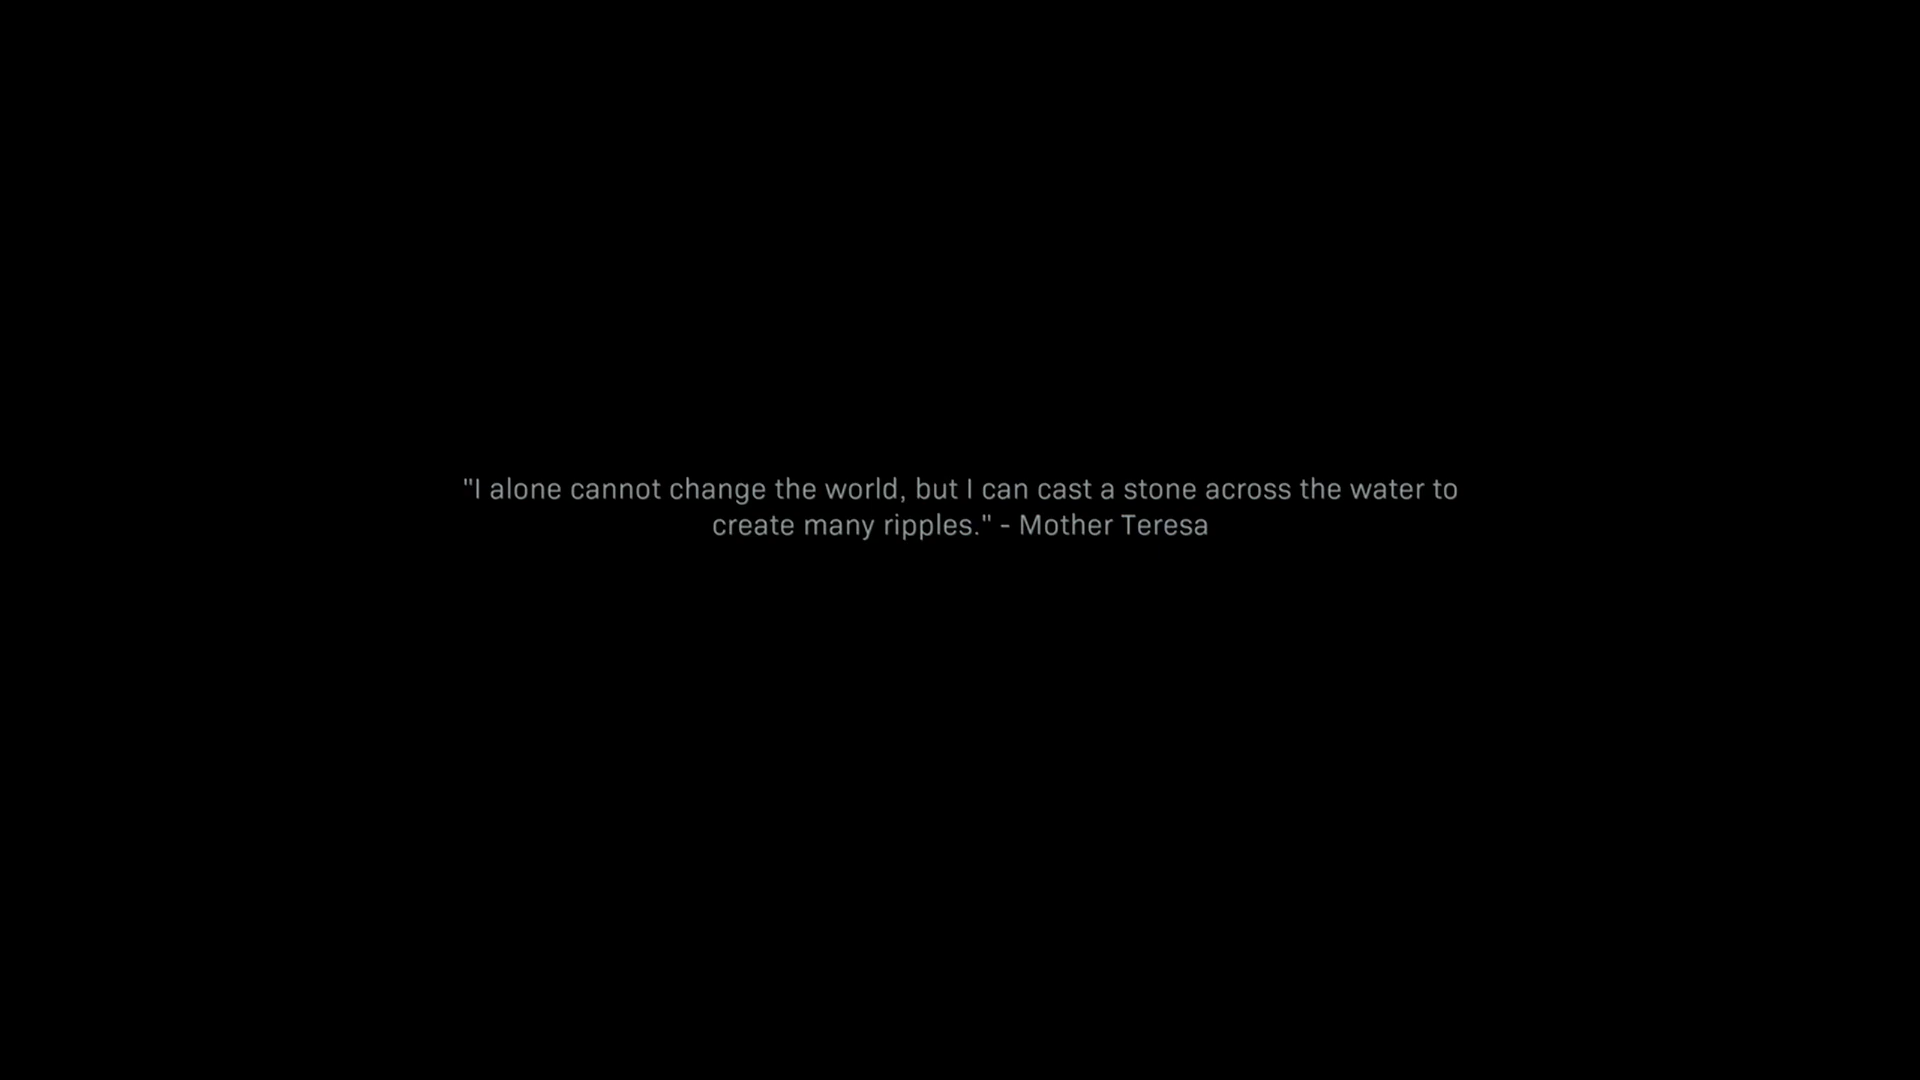 "I alone cannot change the world, but I can cast a stone across the water to
create many ripples." - Mother Teresa